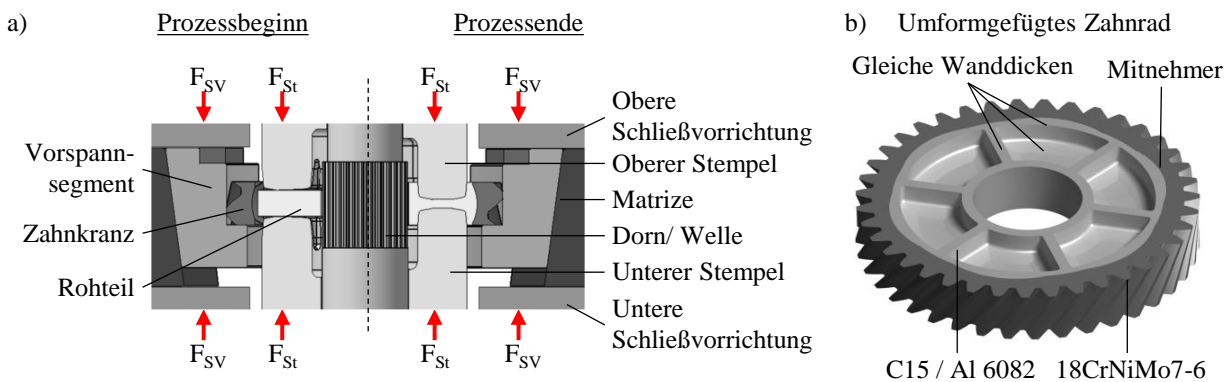 a)
Prozessbeginn
Prozessende
F_SV
F_St
F_St
F_SV
Vorspann-
segment
Zahnkranz
Rohteil
Obere
Schließvorrichtung
Oberer Stempel
Matrize
Dorn/ Welle
Unterer Stempel
Untere
Schließvorrichtung
F_SV
F_St
F_St
F_SV
b)
Umformgefügtes Zahnrad
Gleiche Wanddicken
Mitnehmer
C15 / Al 6082
18CrNiMo7-6